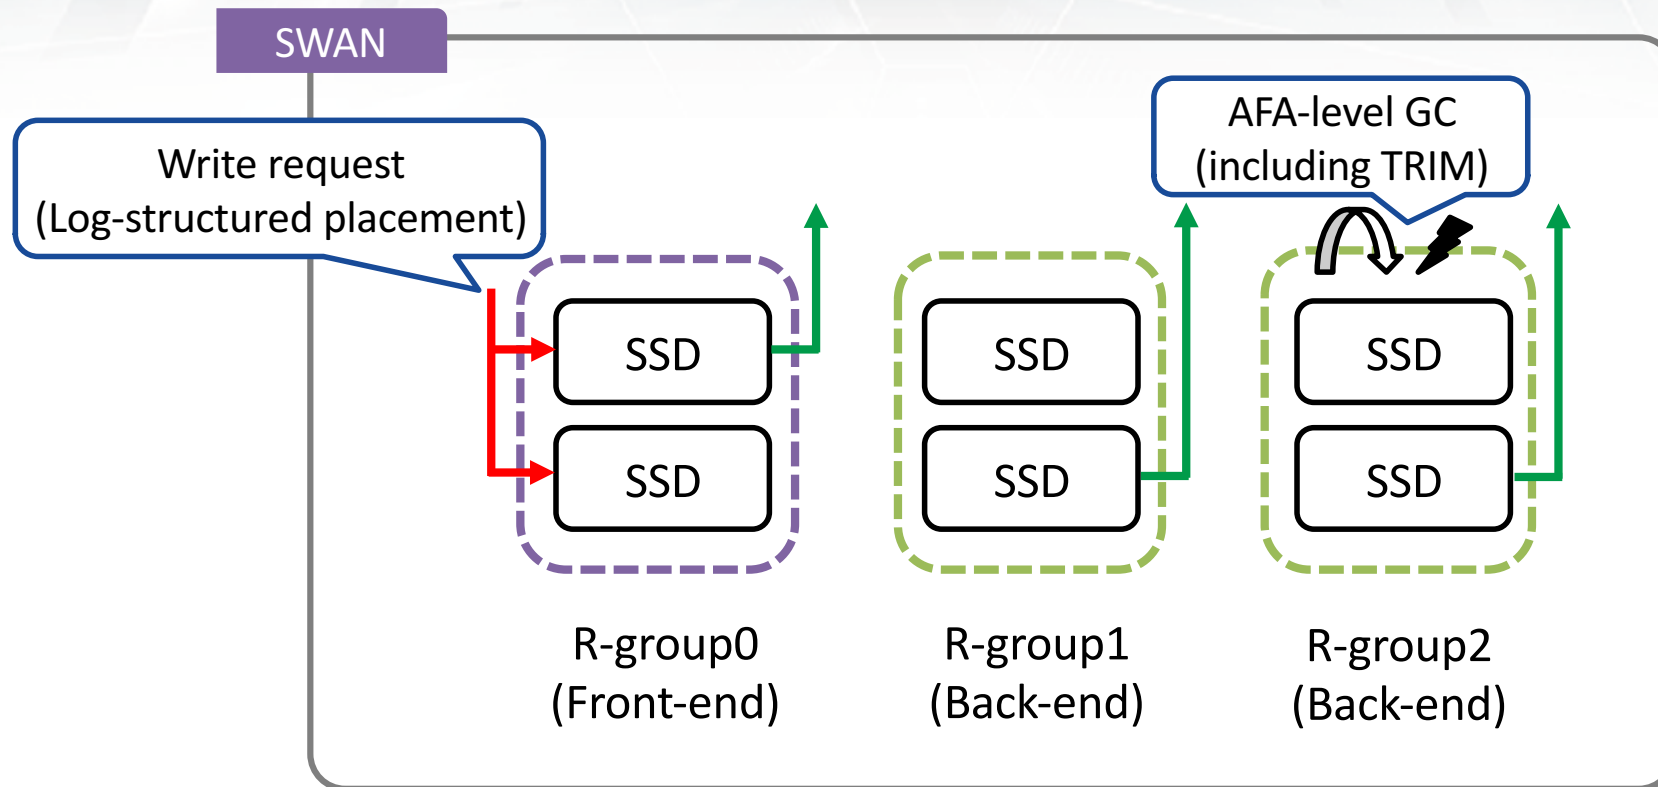 SWAN
Write request
(Log-structured placement)
AFA-level GC
(including TRIM)
SSD
SSD
R-group0
(Front-end)
SSD
SSD
R-group1
(Back-end)
SSD
SSD
R-group2
(Back-end)